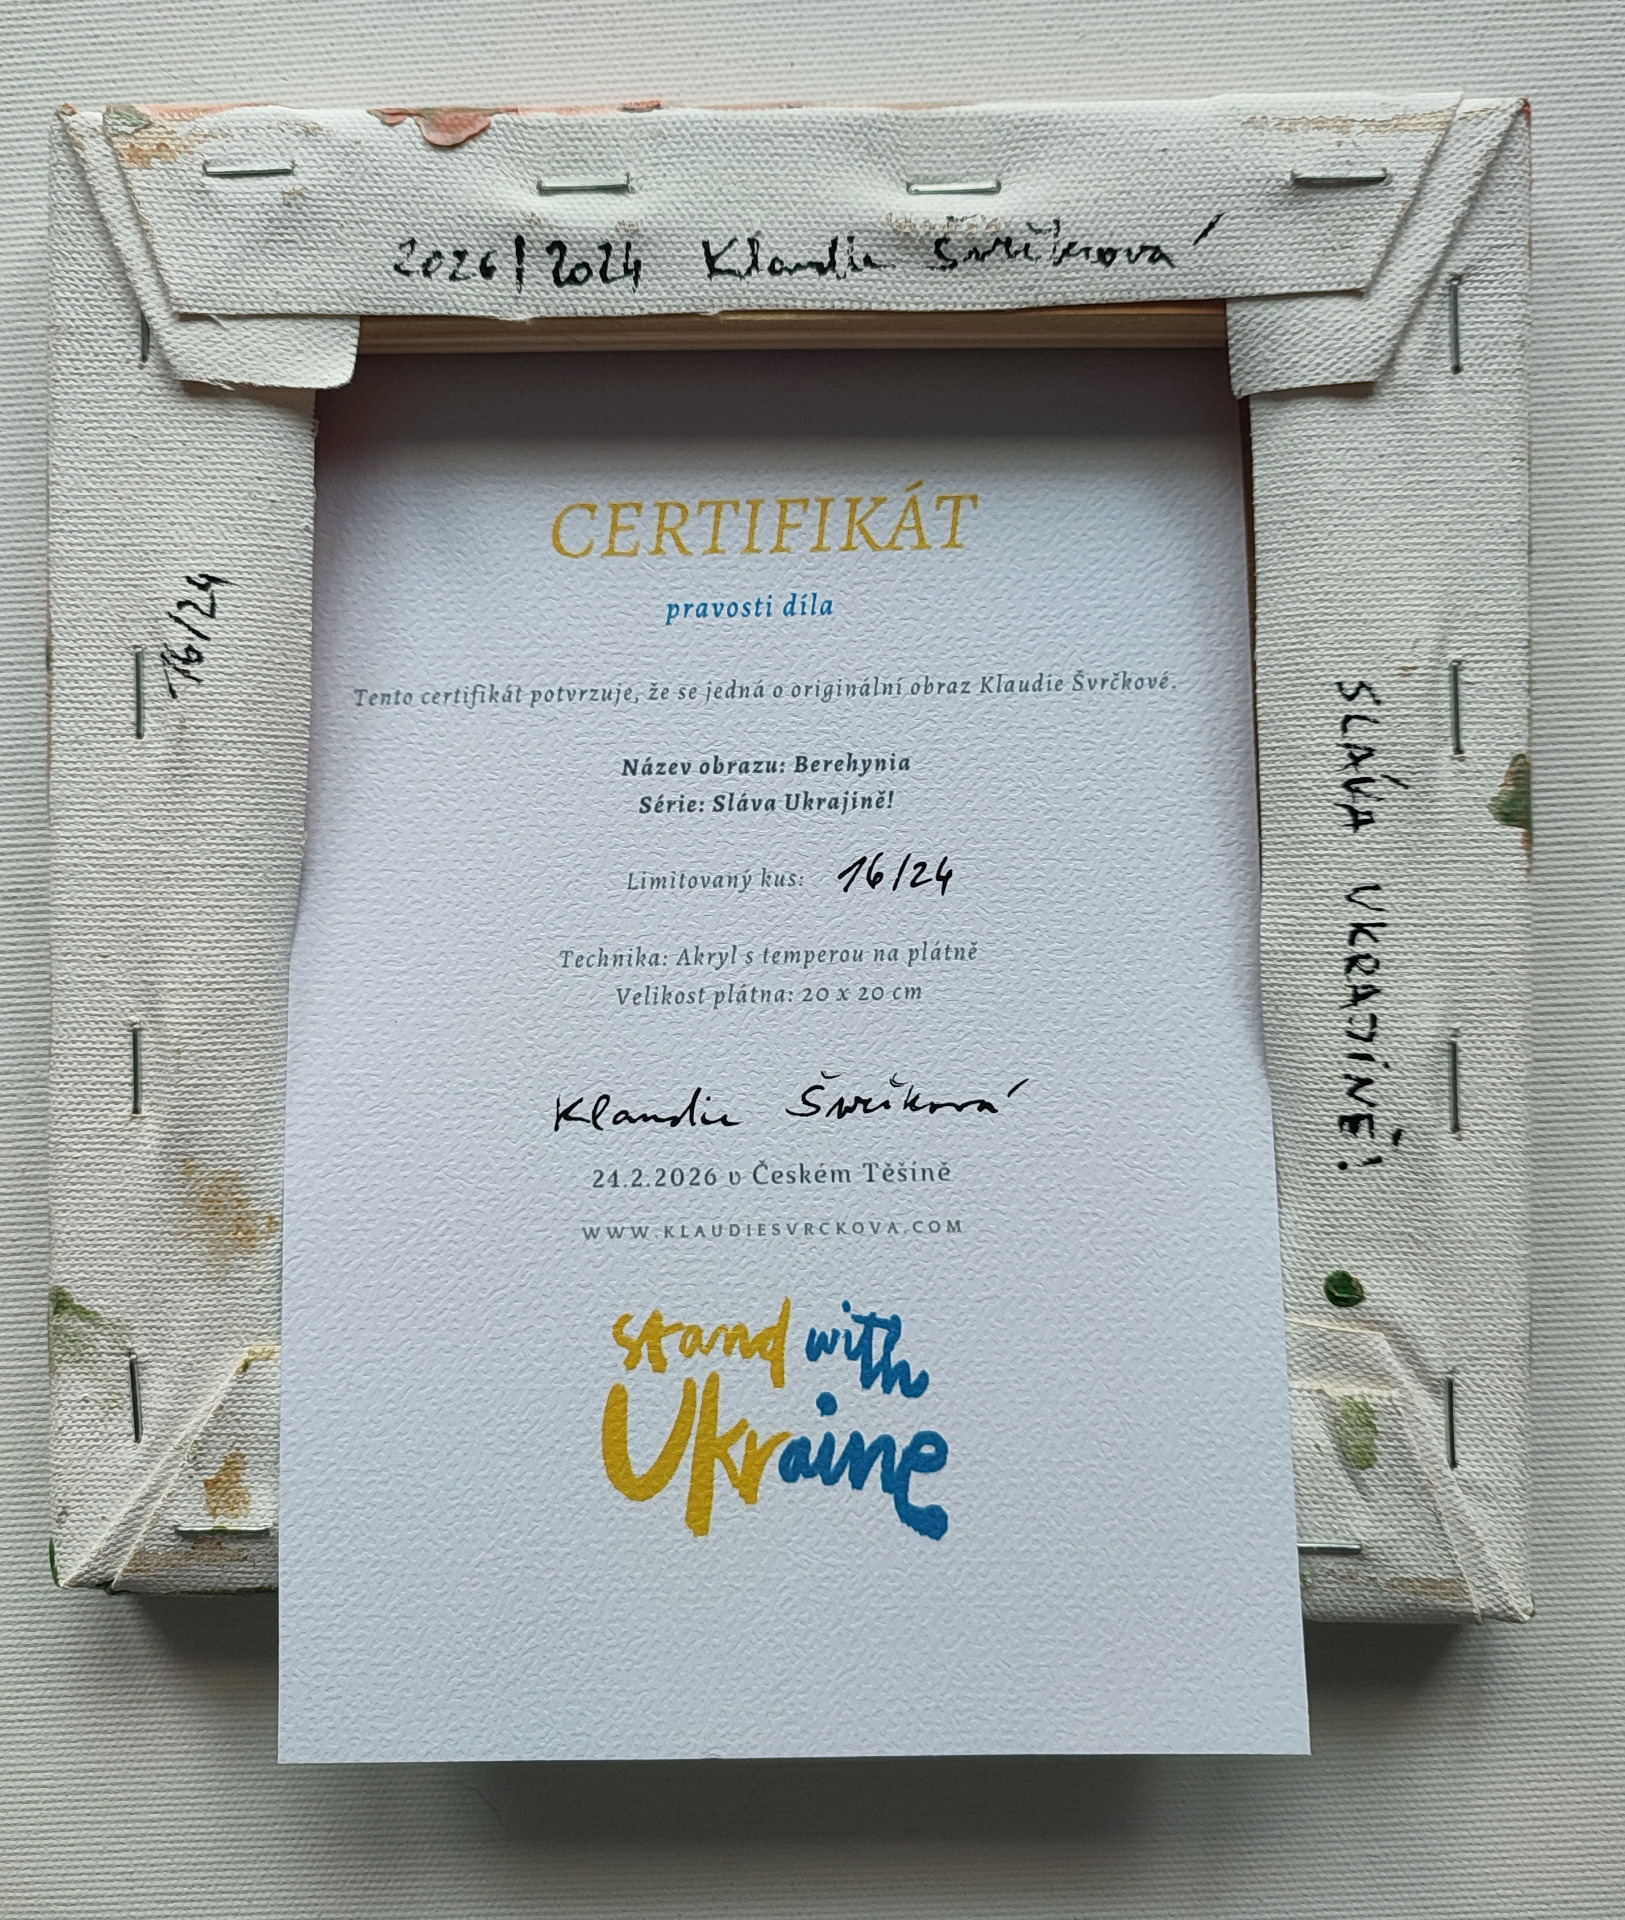 2026/2024 Klaudie Švrčková
16/24
CERTIFIKÁT
pravosti díla
Tento certifikát potvrzuje, že se jedná o originální obraz Klaudie Švrčkové.
Název obrazu: Berehynia
Série: Sláva Ukrajině!
Limitovaný kus: 16/24
Technika: Akryl s temperou na plátně
Velikost plátna: 20 x 20 cm
Klaudie Švrčková
24.2.2026 v Českém Těšíně
WWW.KLAUDIESVRCKOVA.COM
stand with
Ukraine
SLÁVA UKRAJINĚ!